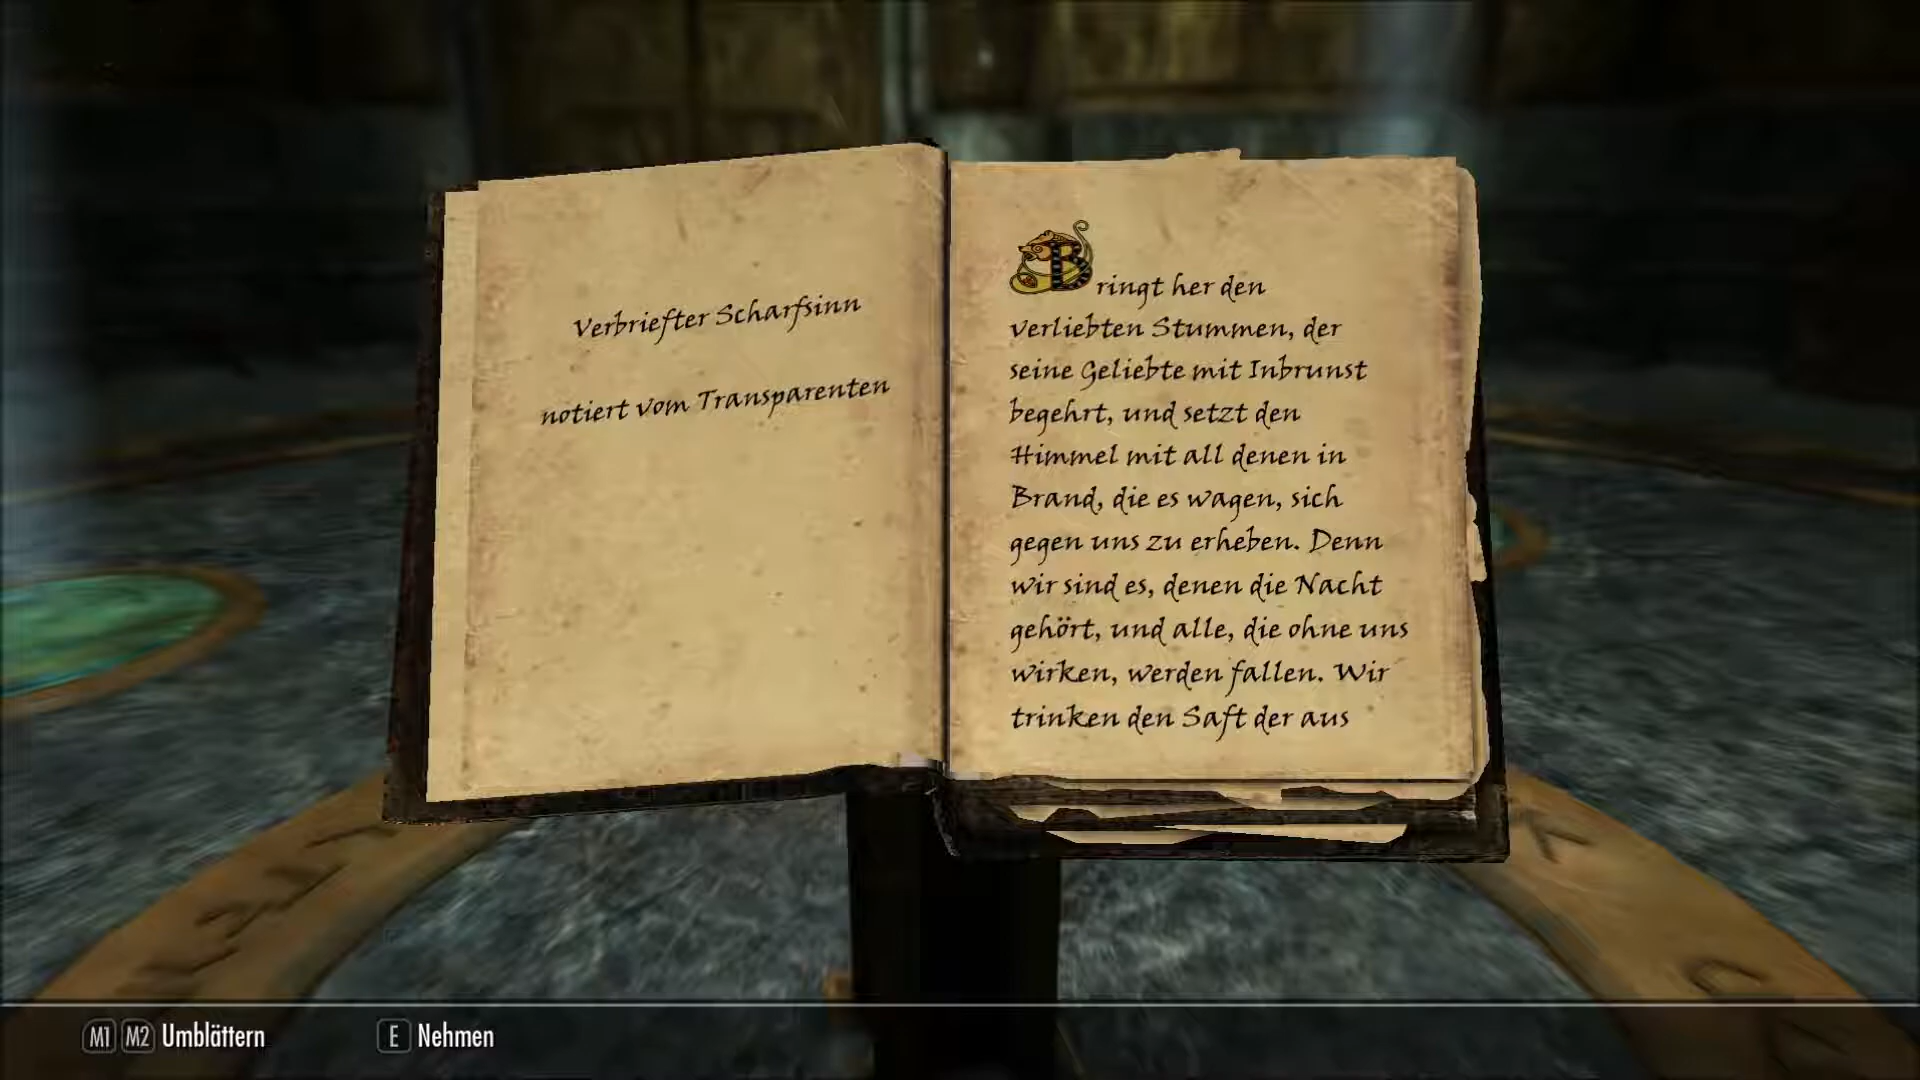 Verbriefter Scharfsinn
notiert vom Transparenten
Bringt her den
verliebten Stummen, der
seine Geliebte mit Inbrunst
begehrt, und setzt den
Himmel mit all denen in
Brand, die es wagen, sich
gegen uns zu erheben. Denn
wir sind es, denen die Nacht
gehört, und alle, die ohne uns
wirken, werden fallen. Wir
trinken den Saft der aus
M1 M2 Umblättern
E Nehmen